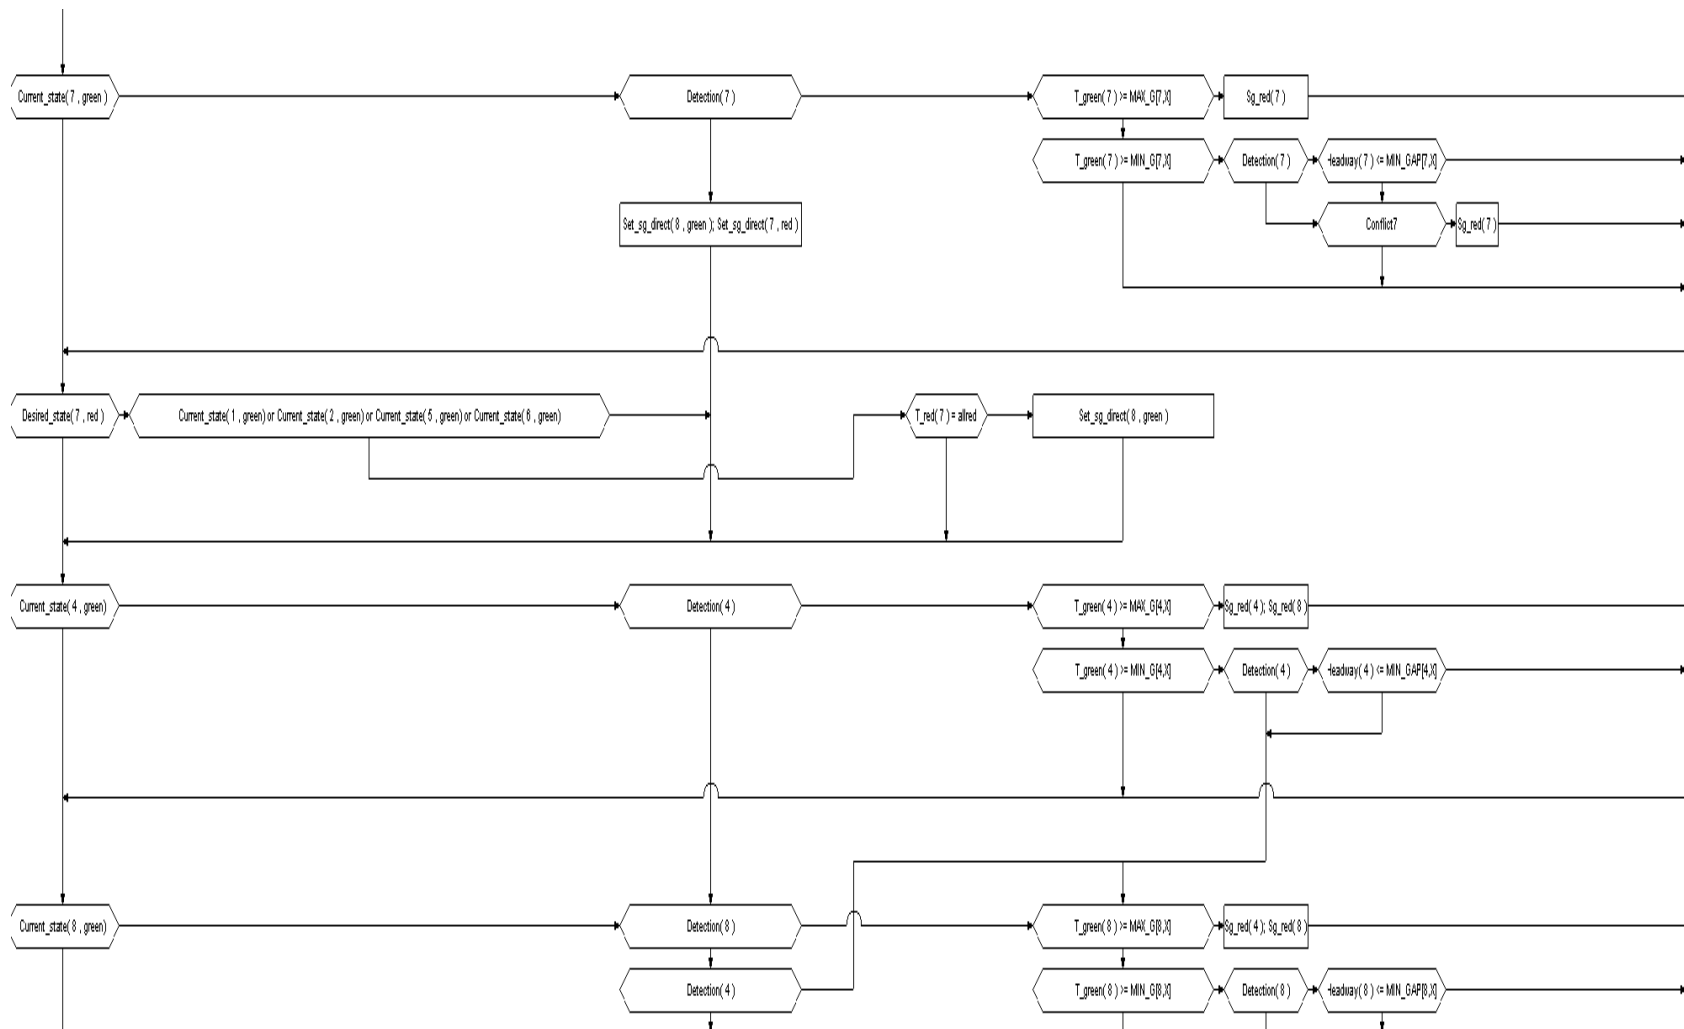 Current_state( 7 , green )
Detection( 7 )
T_green( 7 ) >= MAX_G[7,X]
Sg_red( 7 )
T_green( 7 ) >= MIN_G[7,X]
Detection( 7 )
Headway( 7 ) <= MIN_GAP[7,X]
Set_sg_direct( 8 , green ); Set_sg_direct( 7 , red )
Conflict7
Sg_red( 7 )
Desired_state( 7 , red )
Current_state( 1 , green) or Current_state( 2 , green) or Current_state( 5 , green) or Current_state( 6 , green)
T_red( 7 ) = allred
Set_sg_direct( 8 , green )
Current_state( 4 , green)
Detection( 4 )
T_green( 4 ) >= MAX_G[4,X]
Sg_red( 4 ); Sg_red( 8 )
T_green( 4 ) >= MIN_G[4,X]
Detection( 4 )
Headway( 4 ) <= MIN_GAP[4,X]
Current_state( 8 , green)
Detection( 8 )
T_green( 8 ) >= MAX_G[8,X]
Sg_red( 4 ); Sg_red( 8 )
Detection( 4 )
T_green( 8 ) >= MIN_G[8,X]
Detection( 8 )
Headway( 8 ) <= MIN_GAP[8,X]